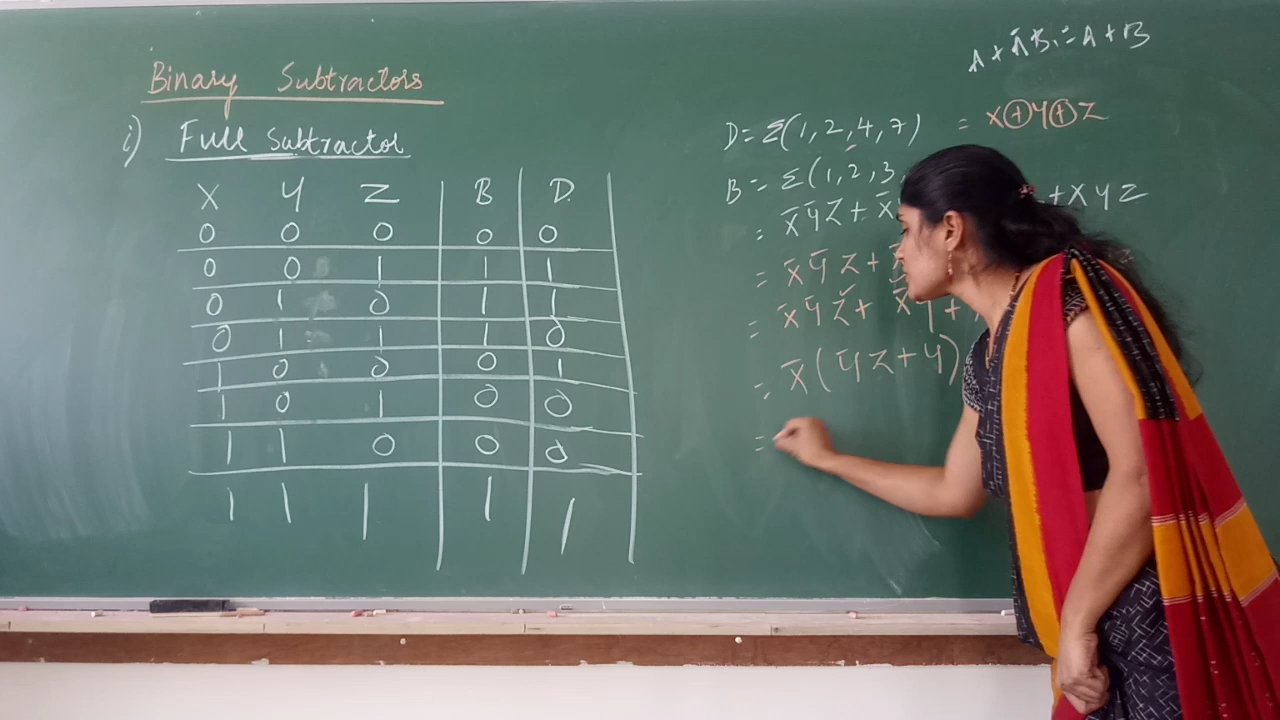 Binary Subtractors
i) Full Subtractor
X Y Z B D
0 0 0 0 0
0 0 1 1 1
0 1 0 1 1
0 1 1 1 0
1 0 0 0 1
1 0 1 0 0
1 1 0 0 0
1 1 1 1 1
A + ĀB = A + B
D = Σ(1, 2, 4, 7) = X⊕Y⊕Z
B = Σ(1, 2, 3,
= X̄ȲZ + X̄ + XYZ
= X̄ȲZ +
= X̄ȲZ + X̄Y +
= X̄(ȲZ + Y)
=